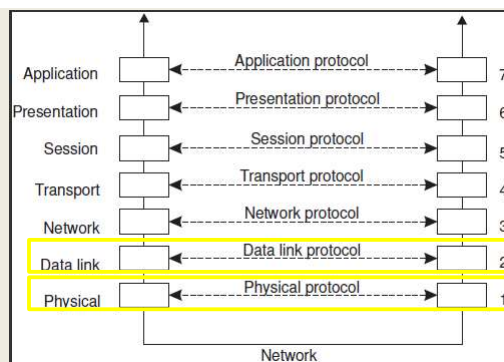 Application Application protocol 7
Presentation Presentation protocol 6
Session Session protocol 5
Transport Transport protocol 4
Network Network protocol 3
Data link Data link protocol 2
Physical Physical protocol 1
Network